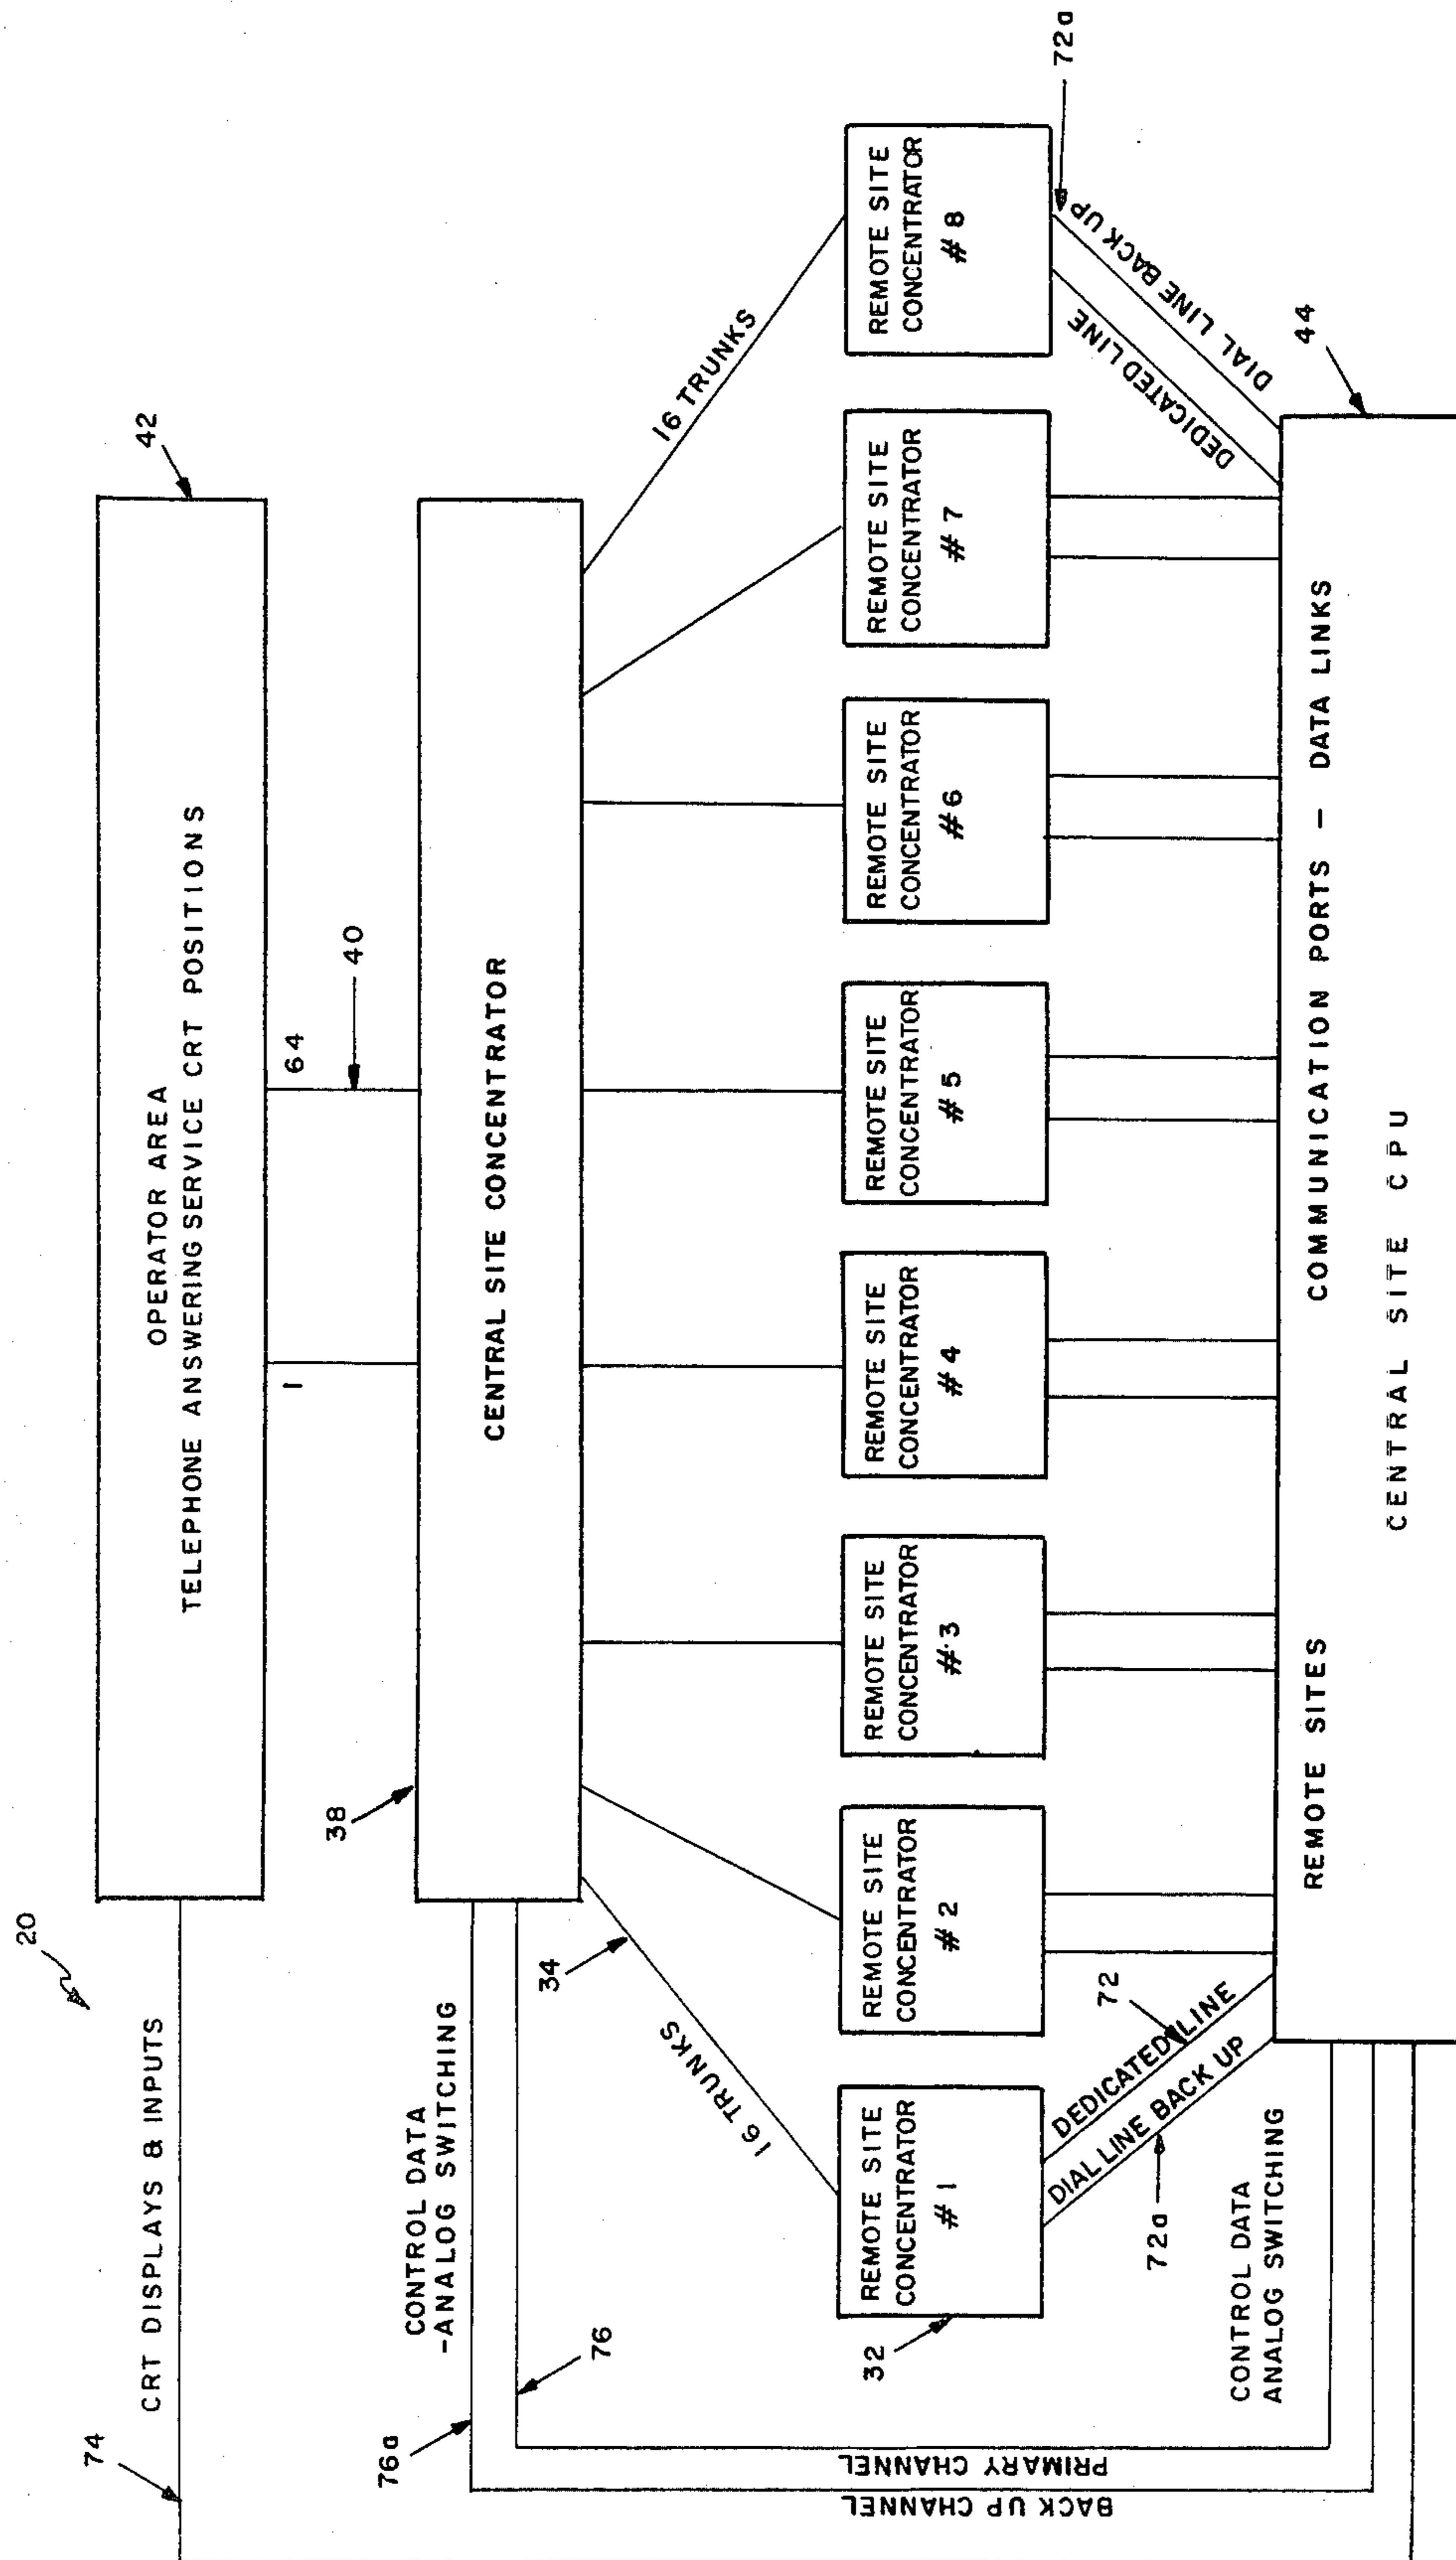 20
74
CRT DISPLAYS & INPUTS
OPERATOR AREA
TELEPHONE ANSWERING SERVICE CRT POSITIONS
42
1
64
40
38
CENTRAL SITE CONCENTRATOR
CONTROL DATA
-ANALOG SWITCHING
76a
76
34
16 TRUNKS
16 TRUNKS
32
REMOTE SITE
CONCENTRATOR
#1
REMOTE SITE
CONCENTRATOR
#2
REMOTE SITE
CONCENTRATOR
#3
REMOTE SITE
CONCENTRATOR
#4
REMOTE SITE
CONCENTRATOR
#5
REMOTE SITE
CONCENTRATOR
#6
REMOTE SITE
CONCENTRATOR
#7
REMOTE SITE
CONCENTRATOR
#8
BACK UP CHANNEL
PRIMARY CHANNEL
72
DEDICATED LINE
DIAL LINE BACK UP
72a
DEDICATED LINE
DIAL LINE BACK UP
72a
CONTROL DATA
ANALOG SWITCHING
44
REMOTE SITES
COMMUNICATION PORTS - DATA LINKS
CENTRAL SITE CPU